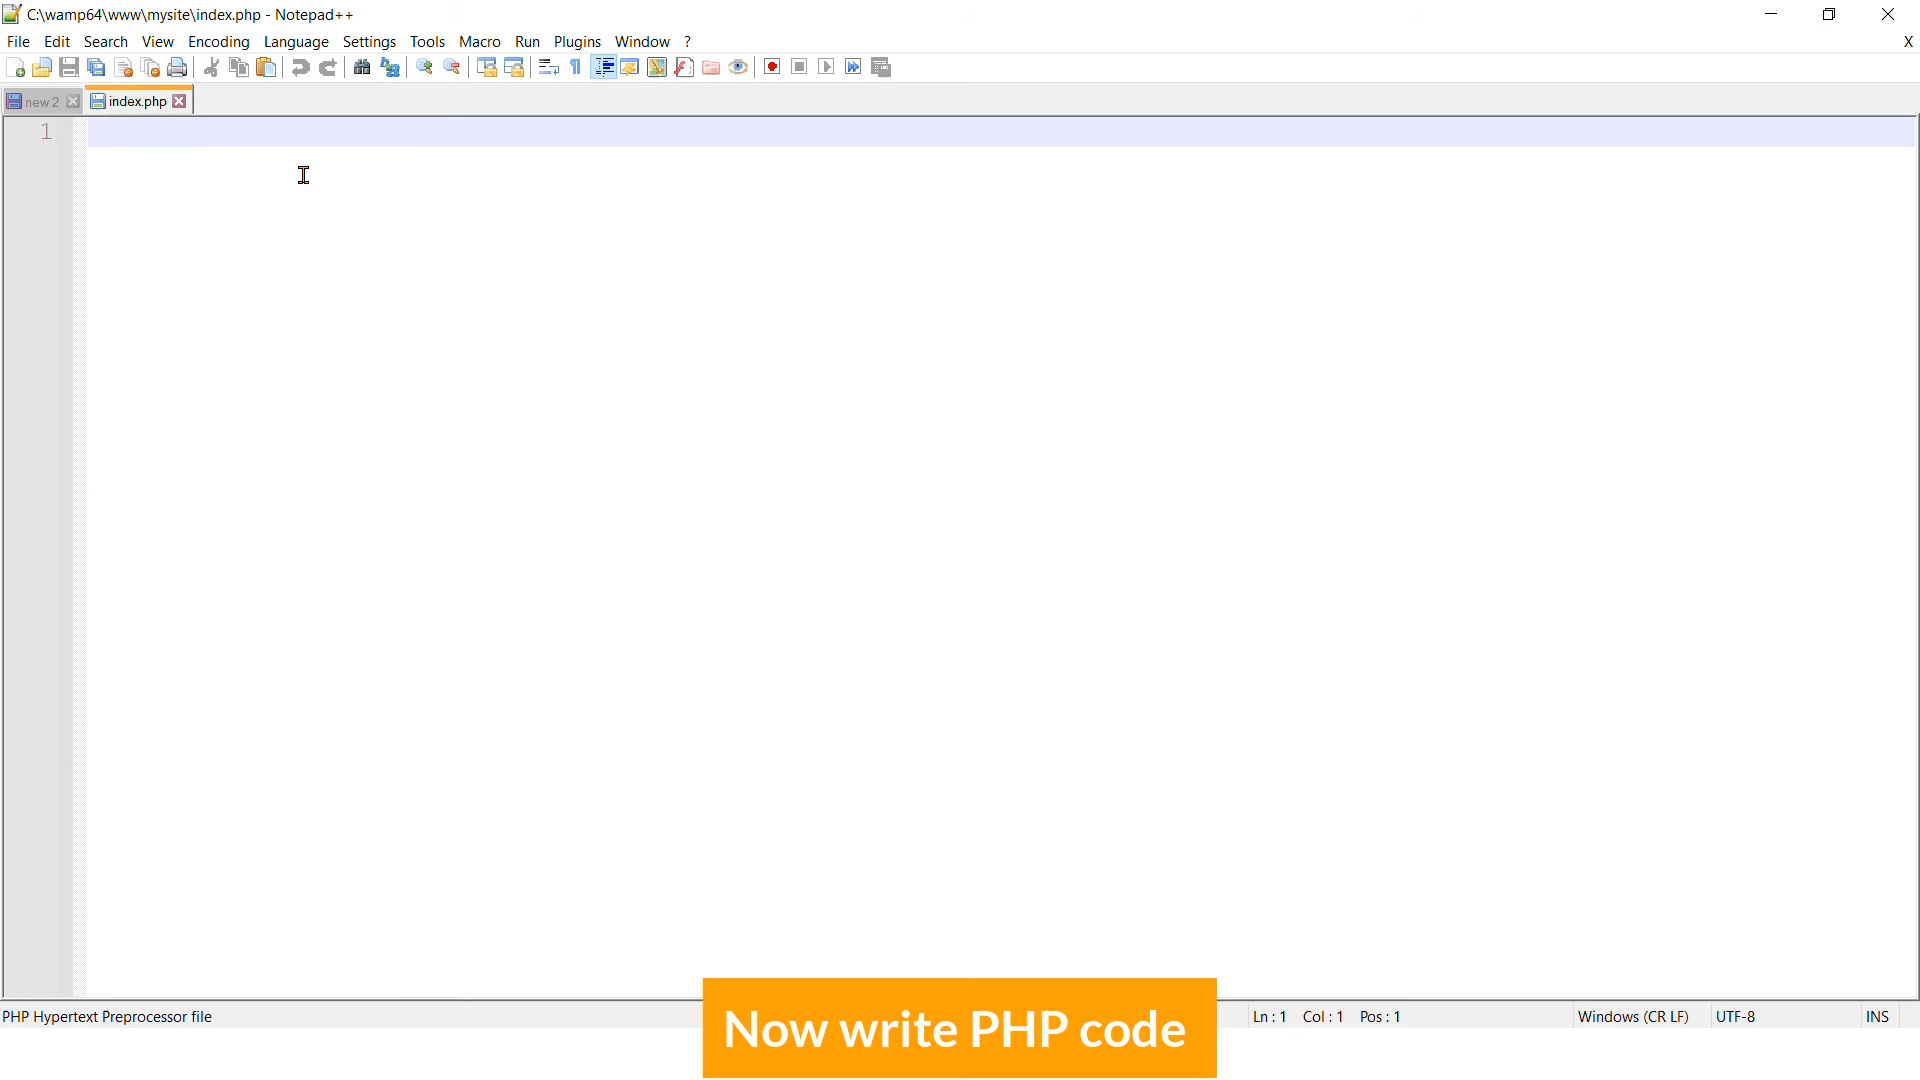 C:\wamp64\www\mysite\index.php - Notepad++
File Edit Search View Encoding Language Settings Tools Macro Run Plugins Window ? X
new 2 index.php
1
PHP Hypertext Preprocessor file
Now write PHP code
Ln : 1 Col : 1 Pos : 1
Windows (CR LF)
UTF-8
INS